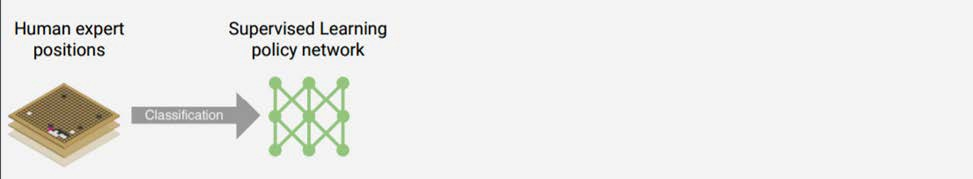 Human expert
positions
Supervised Learning
policy network
Classification